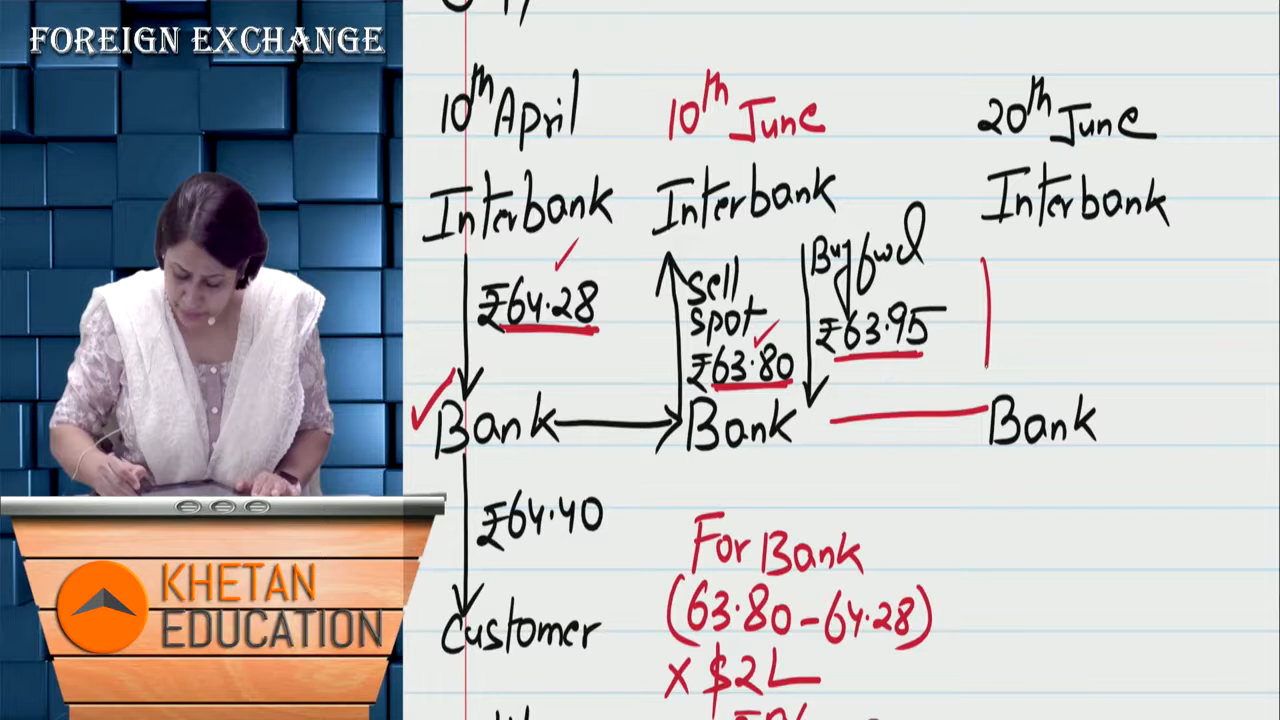 FOREIGN EXCHANGE
KHETAN
EDUCATION
10th April
Interbank
₹64.28
Bank
₹64.40
Customer
10th June
Interbank
Sell
spot
₹63.80
Buy fwd
₹63.95
Bank
For Bank
(63.80-64.28)
× $2L
20th June
Interbank
Bank